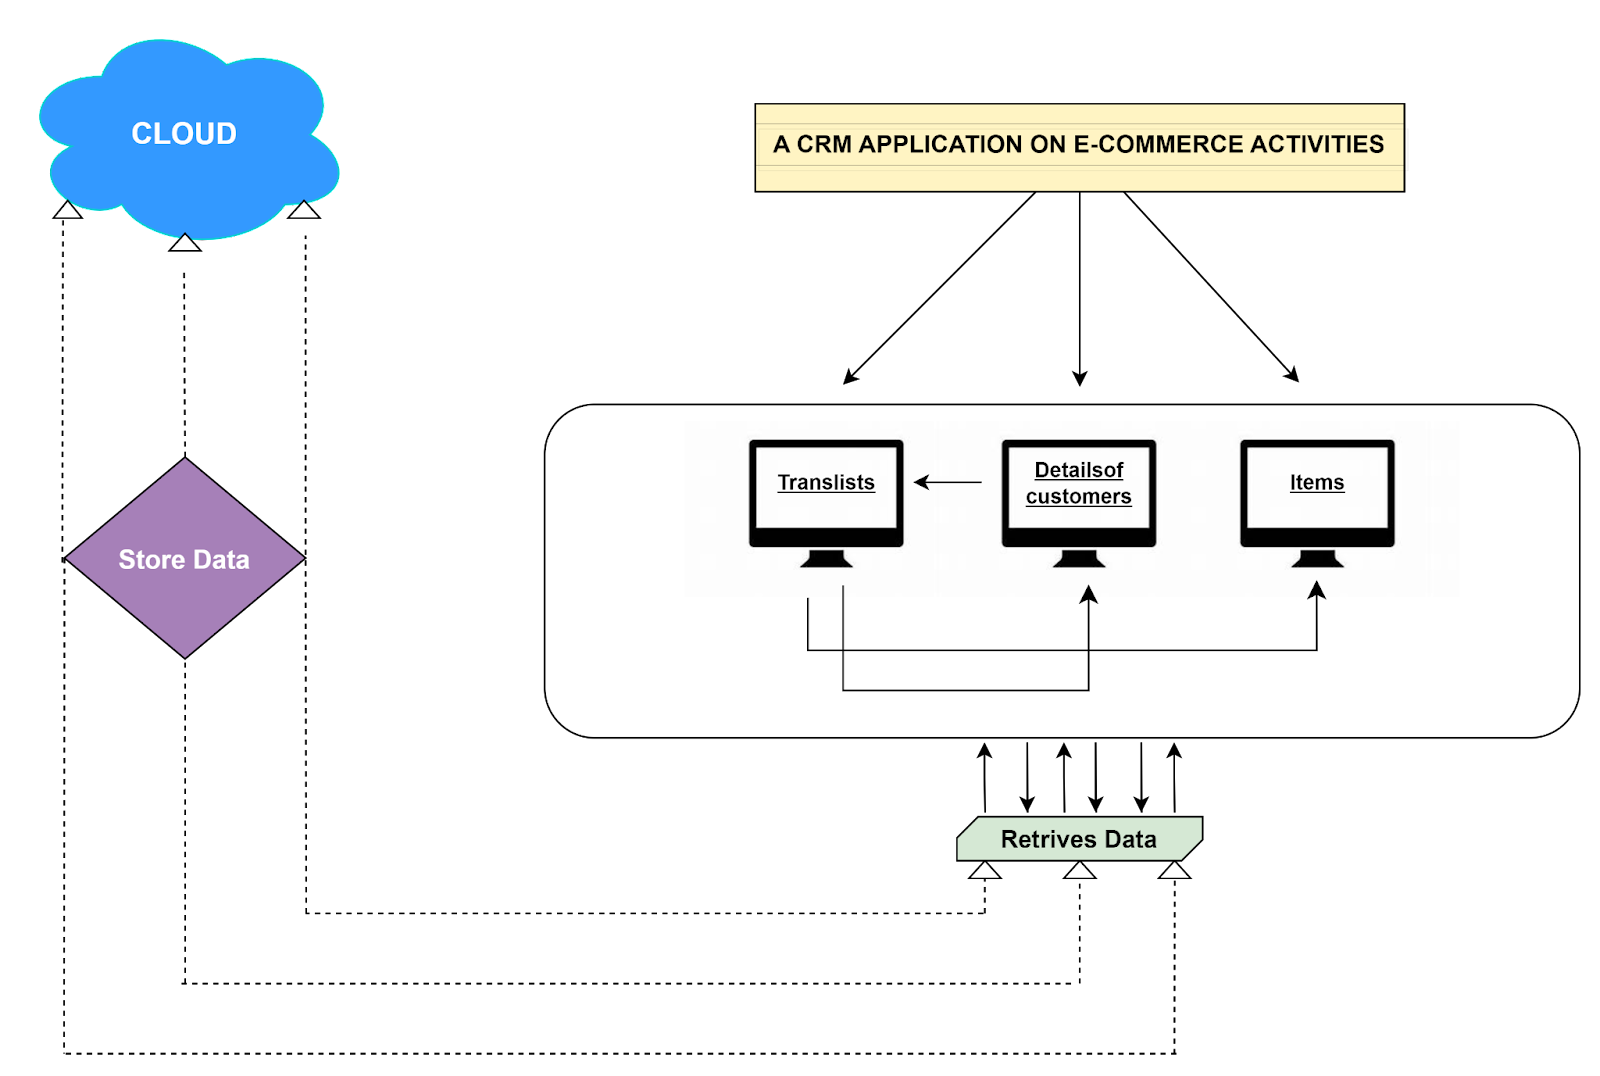 CLOUD
A CRM APPLICATION ON E-COMMERCE ACTIVITIES
Translists
Detailsof
customers
Items
Store Data
Retrives Data